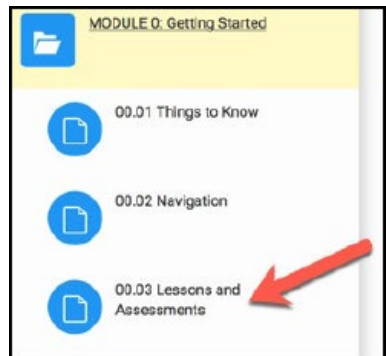 MODULE 0: Getting Started
00.01 Things to Know
00.02 Navigation
00.03 Lessons and
Assessments